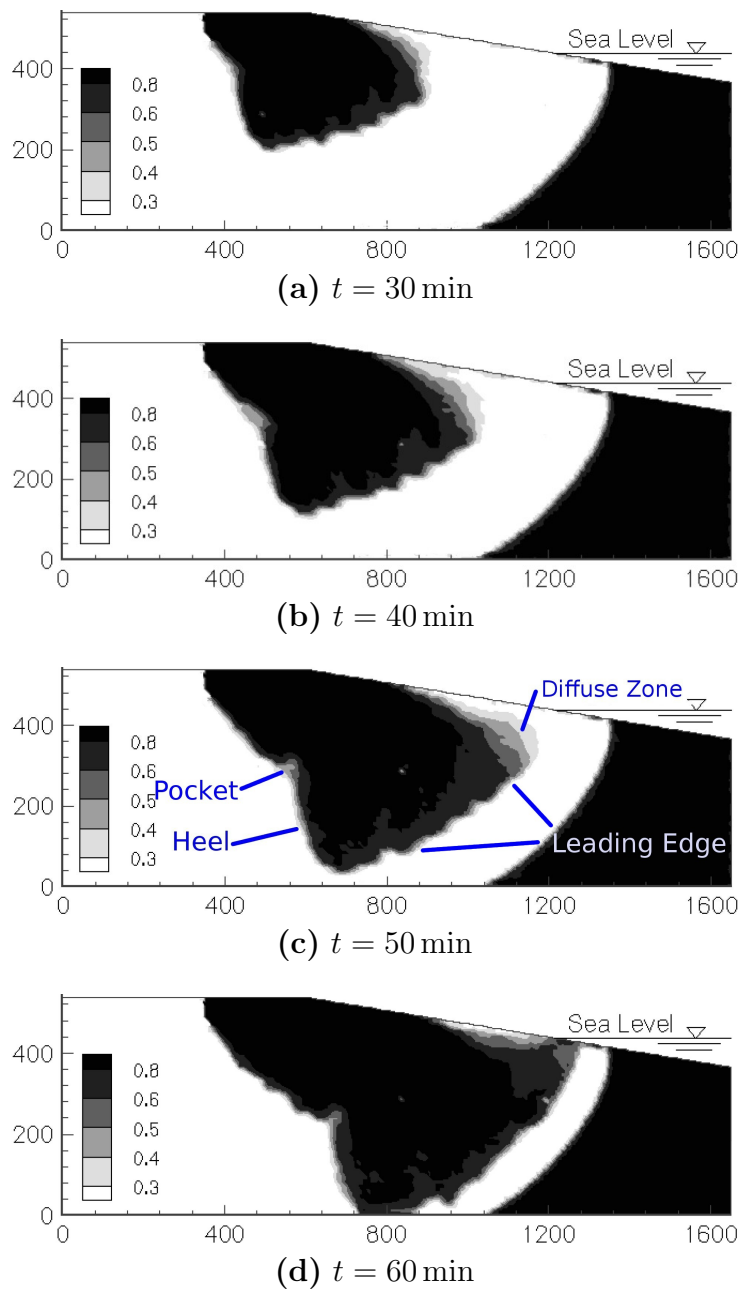 Sea Level
400
200
0
0.8
0.6
0.5
0.4
0.3
0 400 800 1200 1600
(a) t = 30 min
Sea Level
400
200
0
0.8
0.6
0.5
0.4
0.3
0 400 800 1200 1600
(b) t = 40 min
Diffuse Zone
Sea Level
400
200
0
0.8
0.6
0.5
0.4
0.3
Pocket
Heel
Leading Edge
0 400 800 1200 1600
(c) t = 50 min
Sea Level
400
200
0
0.8
0.6
0.5
0.4
0.3
0 400 800 1200 1600
(d) t = 60 min